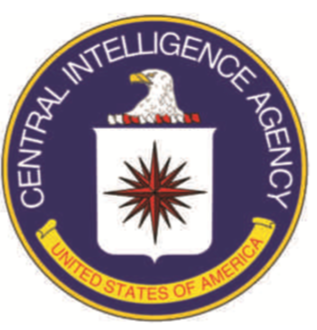 CENTRAL INTELLIGENCE AGENCY
UNITED STATES OF AMERICA